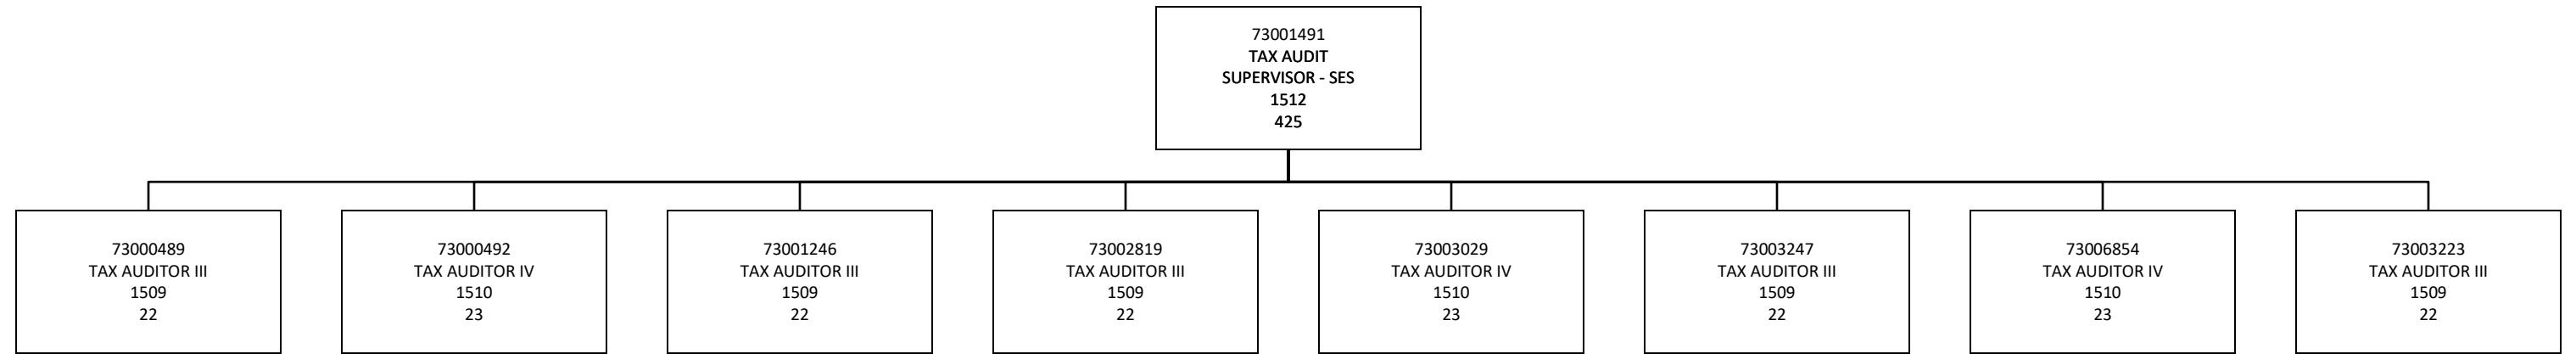 73001491
TAX AUDIT
SUPERVISOR - SES
1512
425
73000489
TAX AUDITOR III
1509
22
73000492
TAX AUDITOR IV
1510
23
73001246
TAX AUDITOR III
1509
22
73002819
TAX AUDITOR III
1509
22
73003029
TAX AUDITOR IV
1510
23
73003247
TAX AUDITOR III
1509
22
73006854
TAX AUDITOR IV
1510
23
73003223
TAX AUDITOR III
1509
22